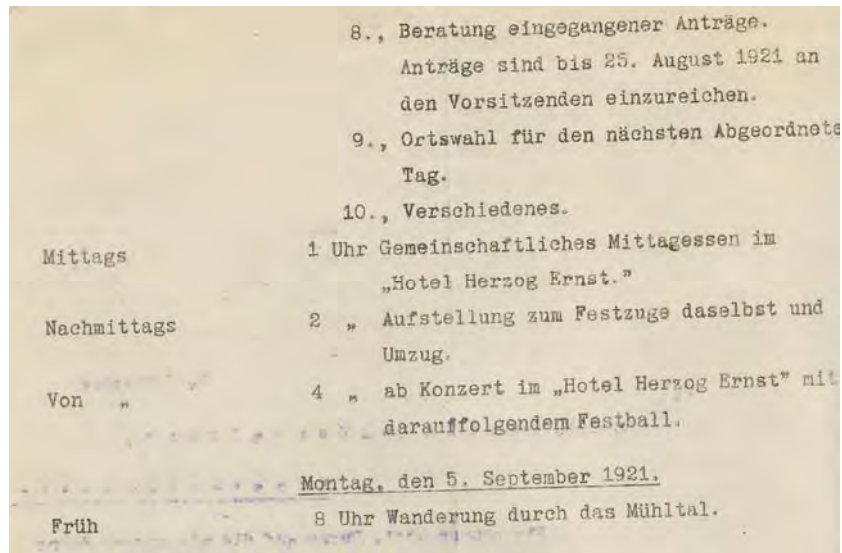 8., Beratung eingegangener Anträge.
Anträge sind bis 25. August 1921 an
den Vorsitzenden einzureichen.
9., Ortswahl für den nächsten Abgeordnete
Tag.
10., Verschiedenes.
Mittags 1 Uhr Gemeinschaftliches Mittagessen im
„Hotel Herzog Ernst.”
Nachmittags 2 „ Aufstellung zum Festzuge daselbst und
Umzug.
Von „ 4 „ ab Konzert im „Hotel Herzog Ernst” mit
darauffolgendem Festball.
Montag, den 5. September 1921.
Früh 8 Uhr Wanderung durch das Mühltal.